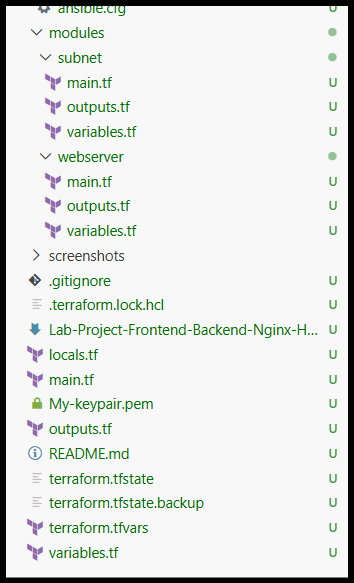 ansible.cfg U
modules
subnet
main.tf U
outputs.tf U
variables.tf U
webserver
main.tf U
outputs.tf U
variables.tf U
screenshots
.gitignore U
.terraform.lock.hcl U
Lab-Project-Frontend-Backend-Nginx-H... U
locals.tf U
main.tf U
My-keypair.pem U
outputs.tf U
README.md U
terraform.tfstate U
terraform.tfstate.backup U
terraform.tfvars U
variables.tf U